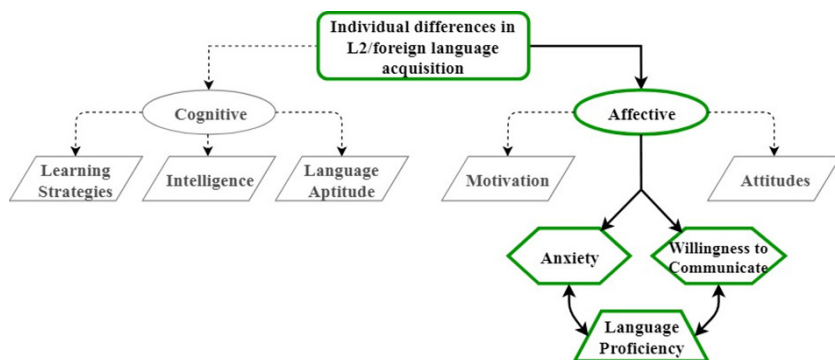 Individual differences in
L2/foreign language
acquisition
Cognitive
Affective
Learning
Strategies
Intelligence
Language
Aptitude
Motivation
Attitudes
Anxiety
Willingness to
Communicate
Language
Proficiency